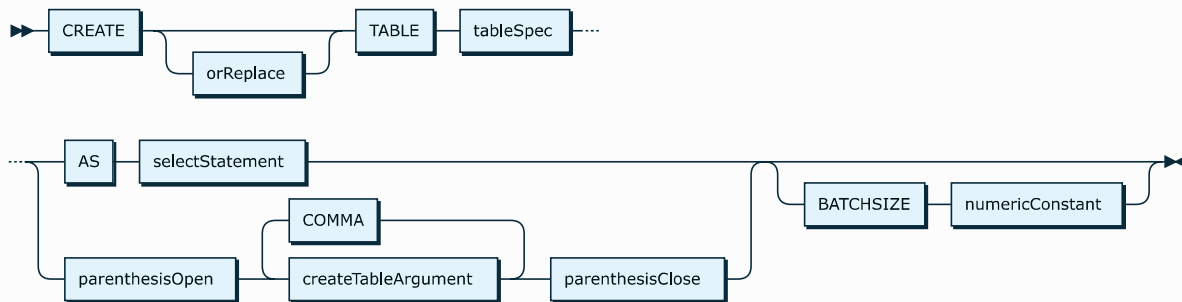 CREATE TABLE tableSpec
orReplace
AS selectStatement
BATCHSIZE numericConstant
COMMA
parenthesisOpen createTableArgument parenthesisClose